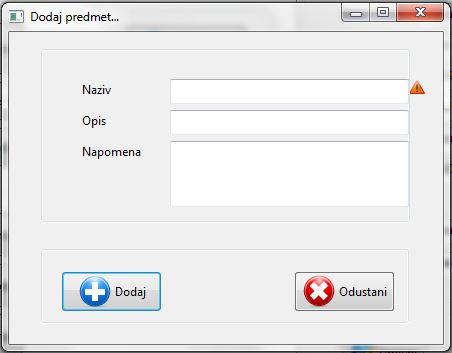 Dodaj predmet...
Naziv
Opis
Napomena
Dodaj
Odustani